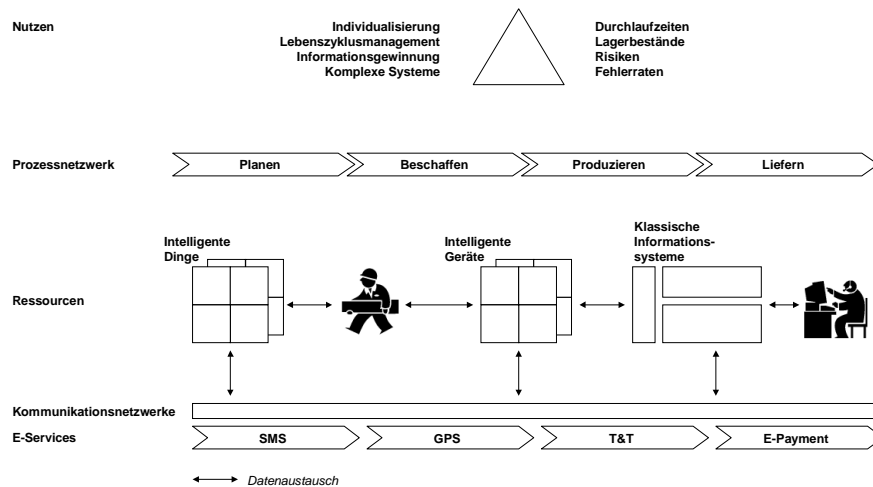 Nutzen
Individualisierung
Lebenszyklusmanagement
Informationsgewinnung
Komplexe Systeme
Durchlaufzeiten
Lagerbestände
Risiken
Fehlerraten
Prozessnetzwerk
Planen
Beschaffen
Produzieren
Liefern
Ressourcen
Intelligente
Dinge
Intelligente
Geräte
Klassische
Informations-
systeme
Kommunikationsnetzwerke
E-Services
SMS
GPS
T&T
E-Payment
Datenaustausch